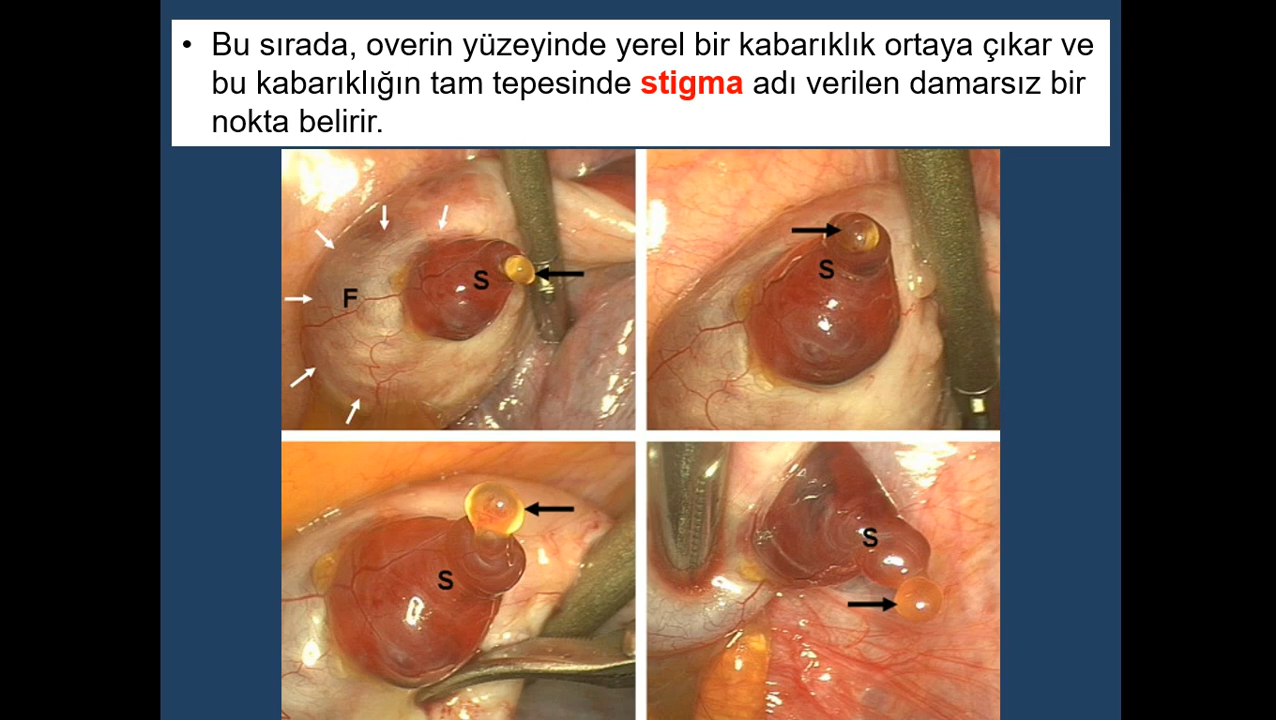 • Bu sırada, overin yüzeyinde yerel bir kabarıklık ortaya çıkar ve
bu kabarıklığın tam tepesinde stigma adı verilen damarsız bir
nokta belirir.
F
S
S
S
S